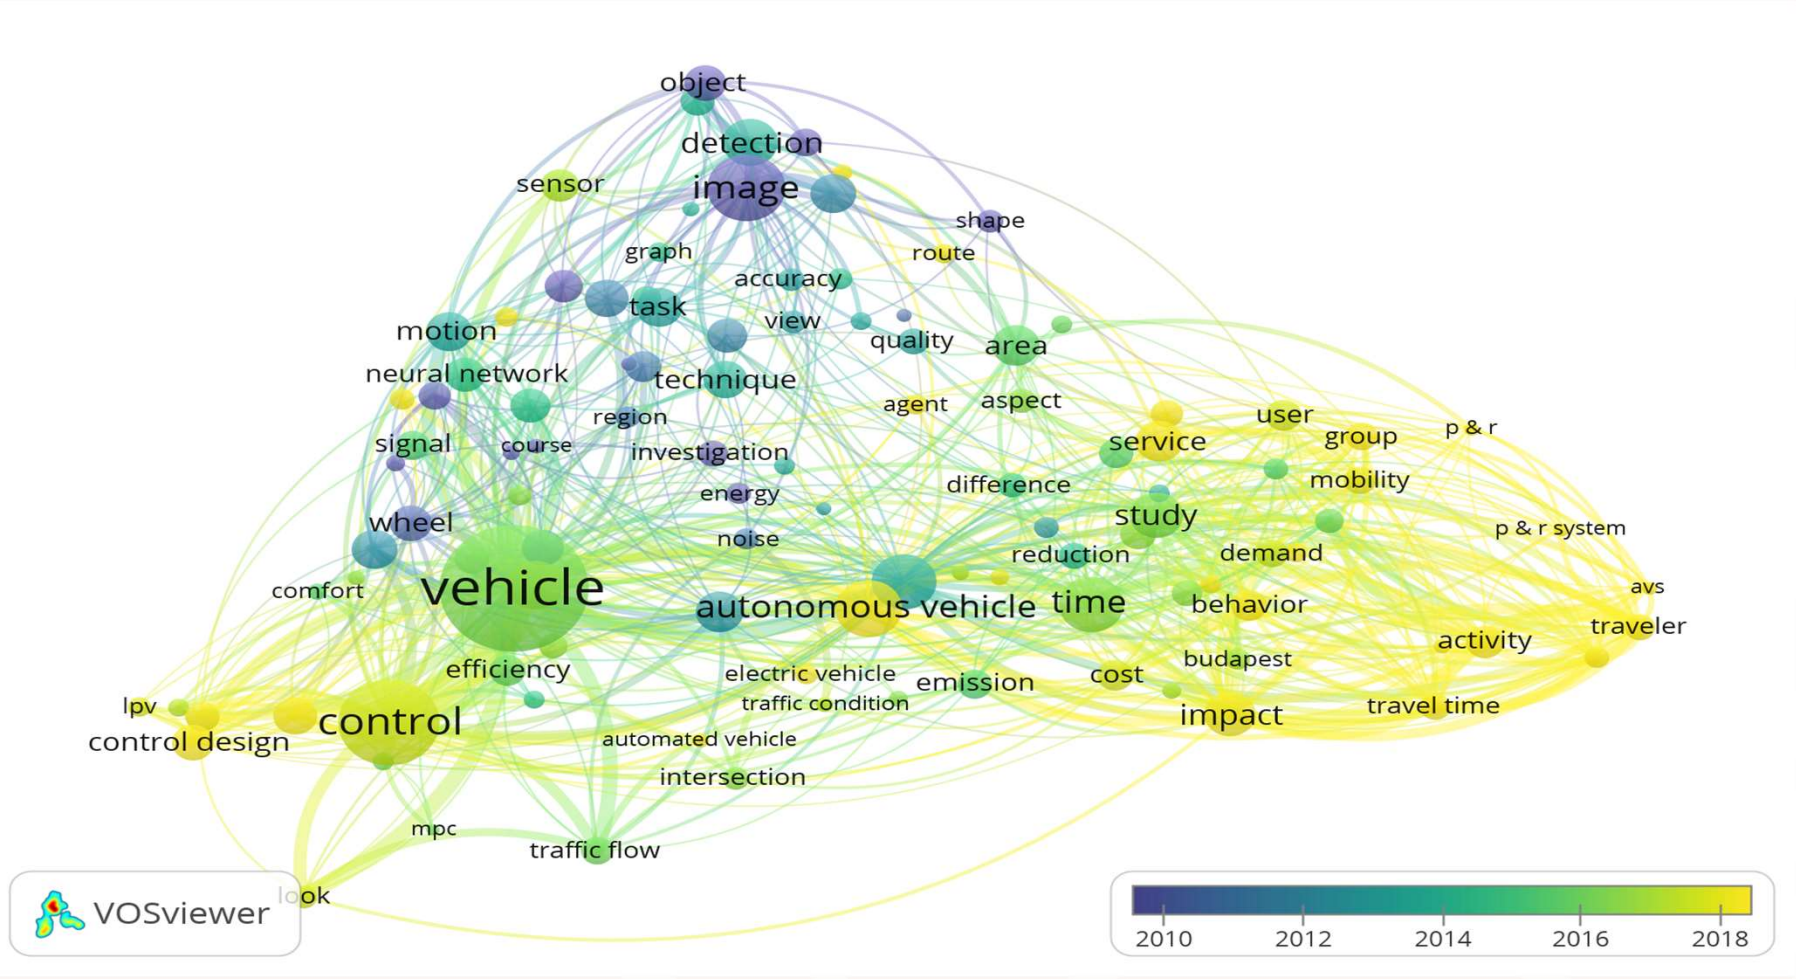 object
detection
sensor
image
shape
graph
route
accuracy
task
view
motion
quality
area
neural network
technique
region
agent
aspect
user
p & r
signal
course
investigation
service
group
energy
difference
mobility
wheel
noise
study
p & r system
reduction
demand
comfort
vehicle
autonomous vehicle
time
behavior
avs
traveler
activity
efficiency
electric vehicle
emission
cost
budapest
lpv
control
traffic condition
impact
travel time
control design
automated vehicle
intersection
mpc
traffic flow
look
VOSviewer
2010 2012 2014 2016 2018